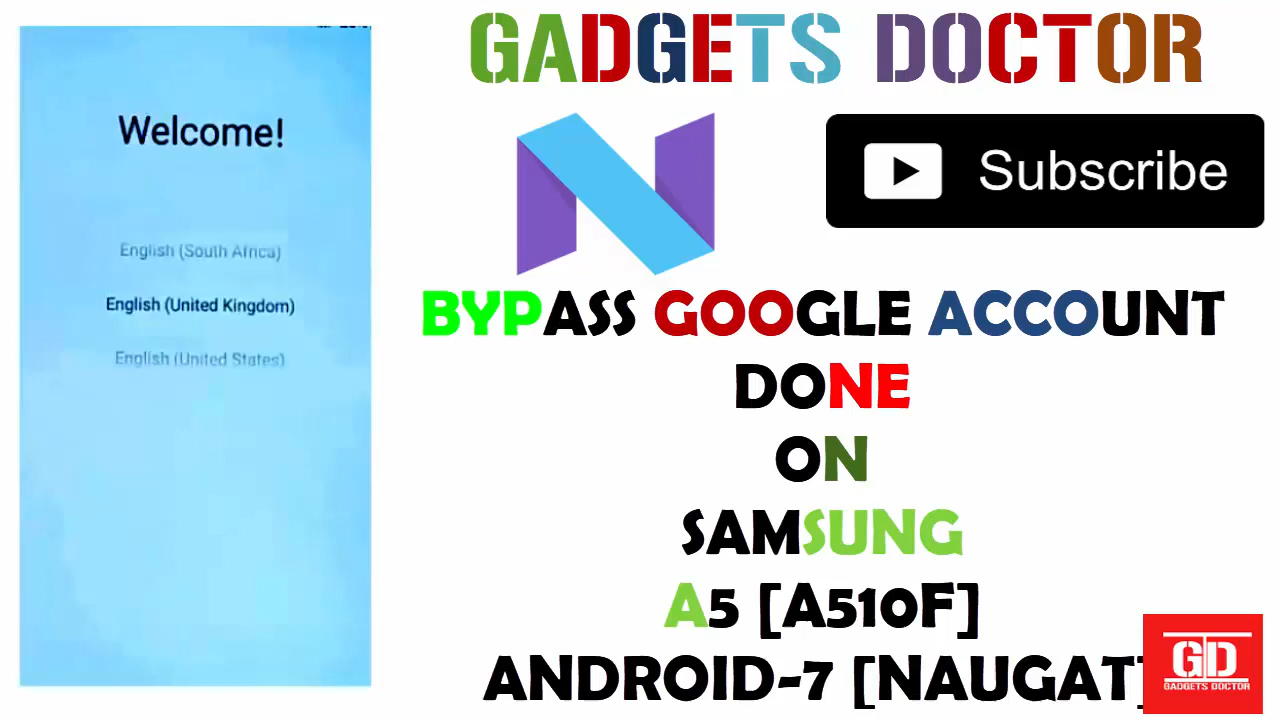 GADGETS DOCTOR
Welcome!
Subscribe
English (South Africa)
English (United Kingdom)
English (United States)
BYPASS GOOGLE ACCOUNT
DONE
ON
SAMSUNG
A5 [A510F]
ANDROID-7 [NAUGAT]
GD
GADGETS DOCTOR